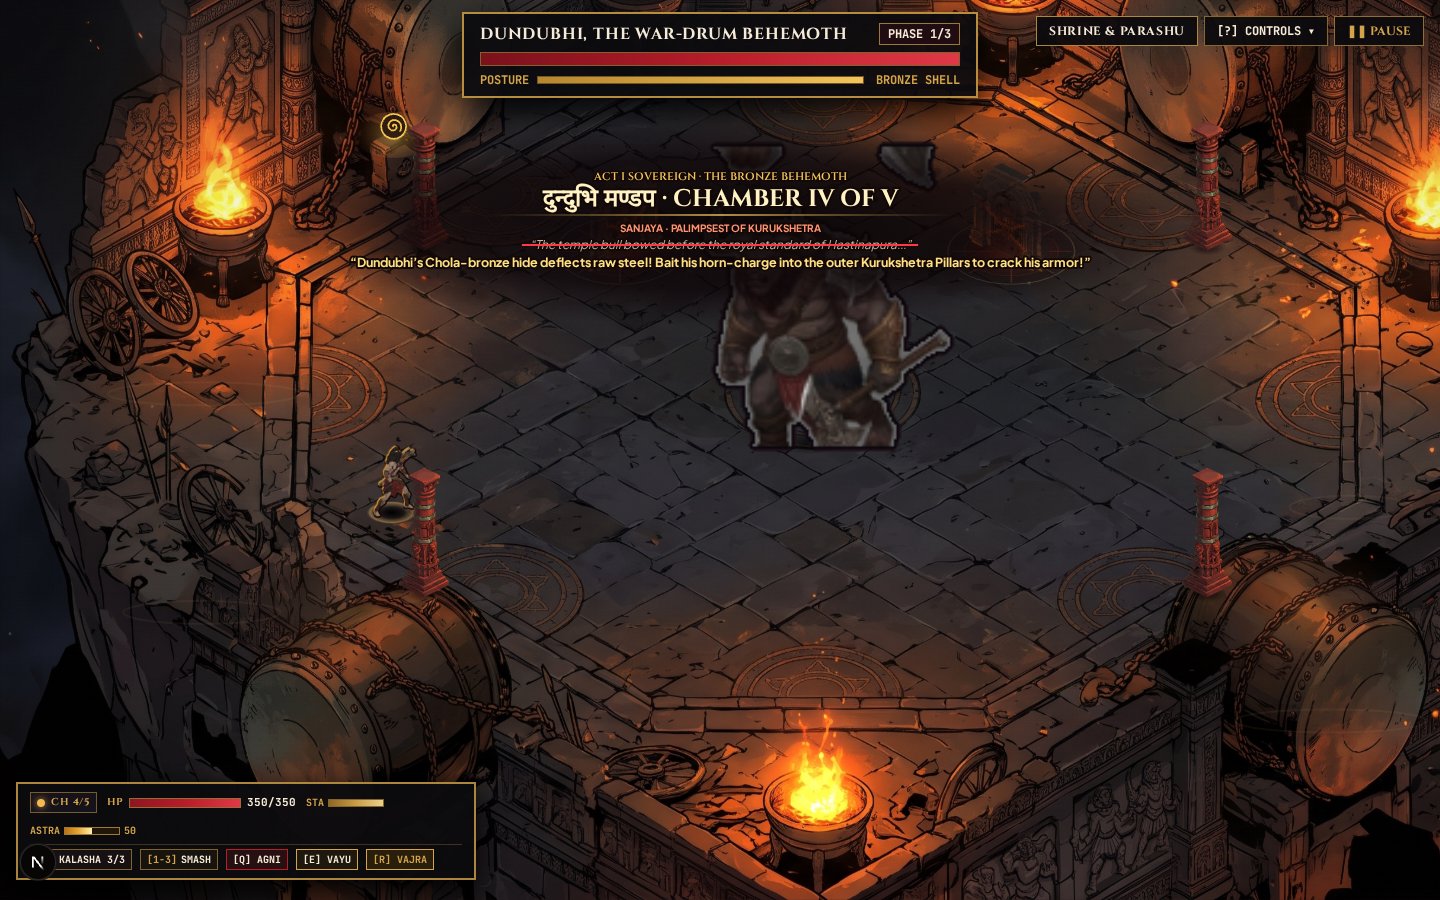 DUNDUBHI, THE WAR-DRUM BEHEMOTH
PHASE 1/3
POSTURE
BRONZE SHELL
SHRINE & PARASHU
[?] CONTROLS ▾
❚❚ PAUSE
ACT I SOVEREIGN · THE BRONZE BEHEMOTH
दुन्दुभि मण्डप · CHAMBER IV OF V
SANJAYA · PALIMPSEST OF KURUKSHETRA
"The temple bull bowed before the royal standard of Hastinapura..."
“Dundubhi’s Chola-bronze hide deflects raw steel! Bait his horn-charge into the outer Kurukshetra Pillars to crack his armor!”
CH 4/5
HP
350/350
STA
ASTRA
50
N
KALASHA 3/3
[1-3] SMASH
[Q] AGNI
[E] VAYU
[R] VAJRA